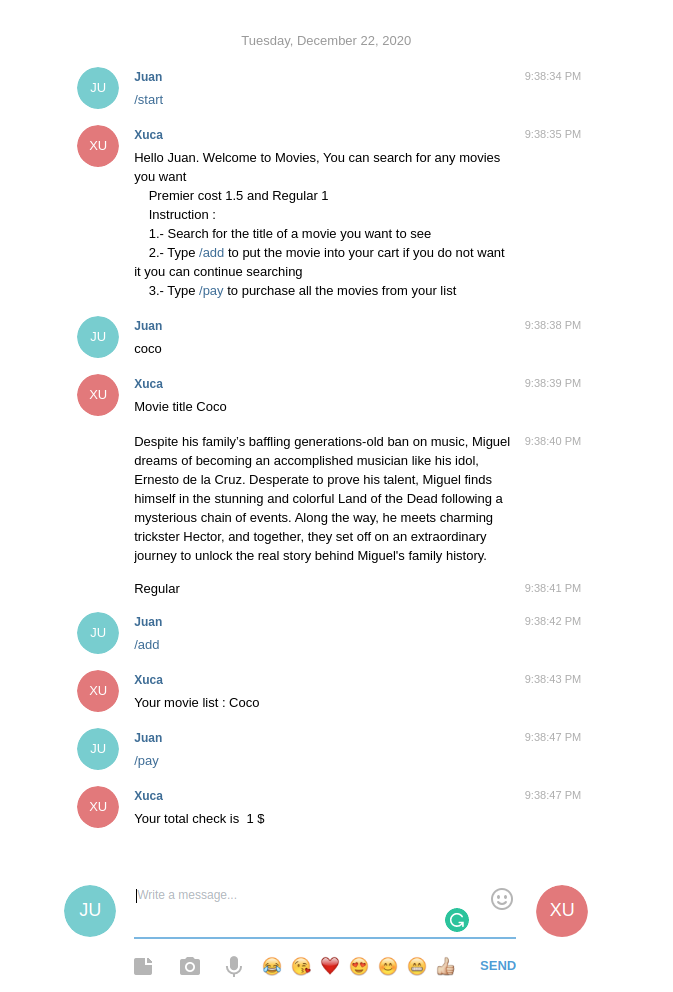 Tuesday, December 22, 2020
JU
Juan
9:38:34 PM
/start
XU
Xuca
9:38:35 PM
Hello Juan. Welcome to Movies, You can search for any movies
you want
Premier cost 1.5 and Regular 1
Instruction :
1.- Search for the title of a movie you want to see
2.- Type /add to put the movie into your cart if you do not want
it you can continue searching
3.- Type /pay to purchase all the movies from your list
JU
Juan
9:38:38 PM
coco
XU
Xuca
9:38:39 PM
Movie title Coco
Despite his family’s baffling generations-old ban on music, Miguel
9:38:40 PM
dreams of becoming an accomplished musician like his idol,
Ernesto de la Cruz. Desperate to prove his talent, Miguel finds
himself in the stunning and colorful Land of the Dead following a
mysterious chain of events. Along the way, he meets charming
trickster Hector, and together, they set off on an extraordinary
journey to unlock the real story behind Miguel's family history.
Regular
9:38:41 PM
JU
Juan
9:38:42 PM
/add
XU
Xuca
9:38:43 PM
Your movie list : Coco
JU
Juan
9:38:47 PM
/pay
XU
Xuca
9:38:47 PM
Your total check is  1 $
JU
Write a message...
XU
SEND